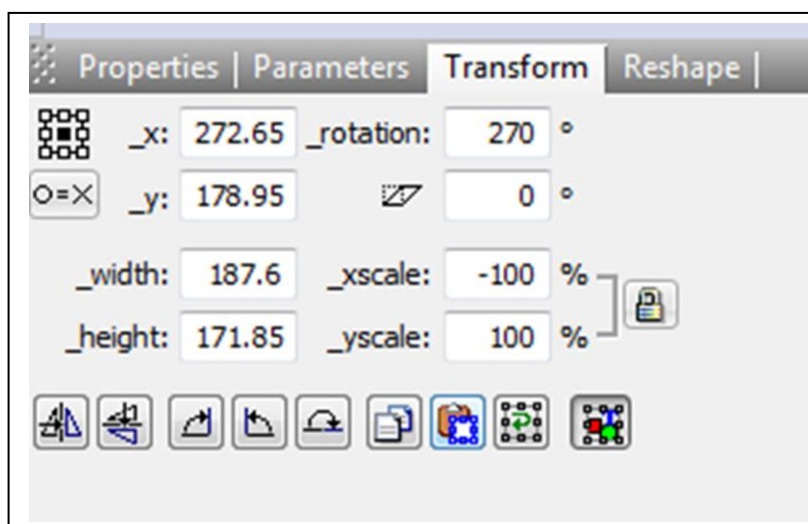 Properties | Parameters Transform Reshape |
_x: 272.65 _rotation: 270 °
O=X _y: 178.95 0 °
_width: 187.6 _xscale: -100 %
_height: 171.85 _yscale: 100 %